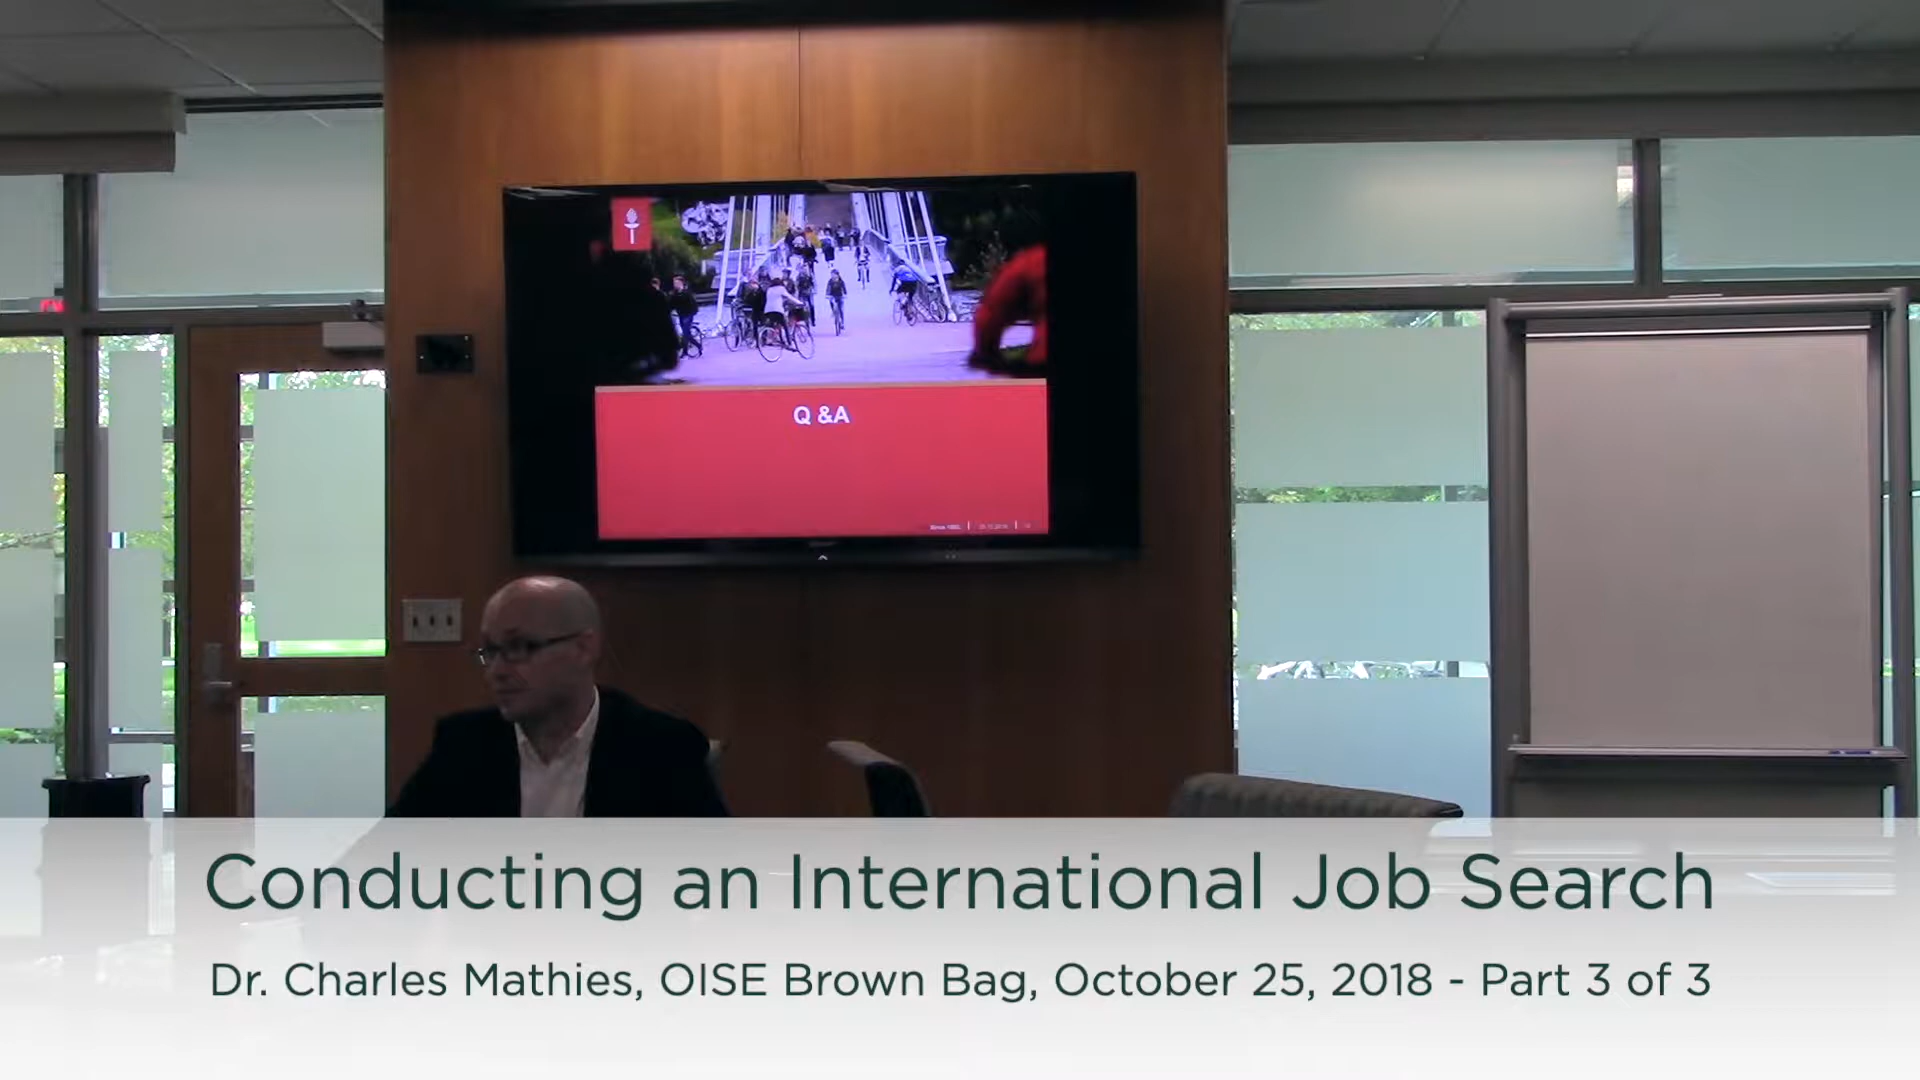 Q &A
Conducting an International Job Search
Dr. Charles Mathies, OISE Brown Bag, October 25, 2018 - Part 3 of 3